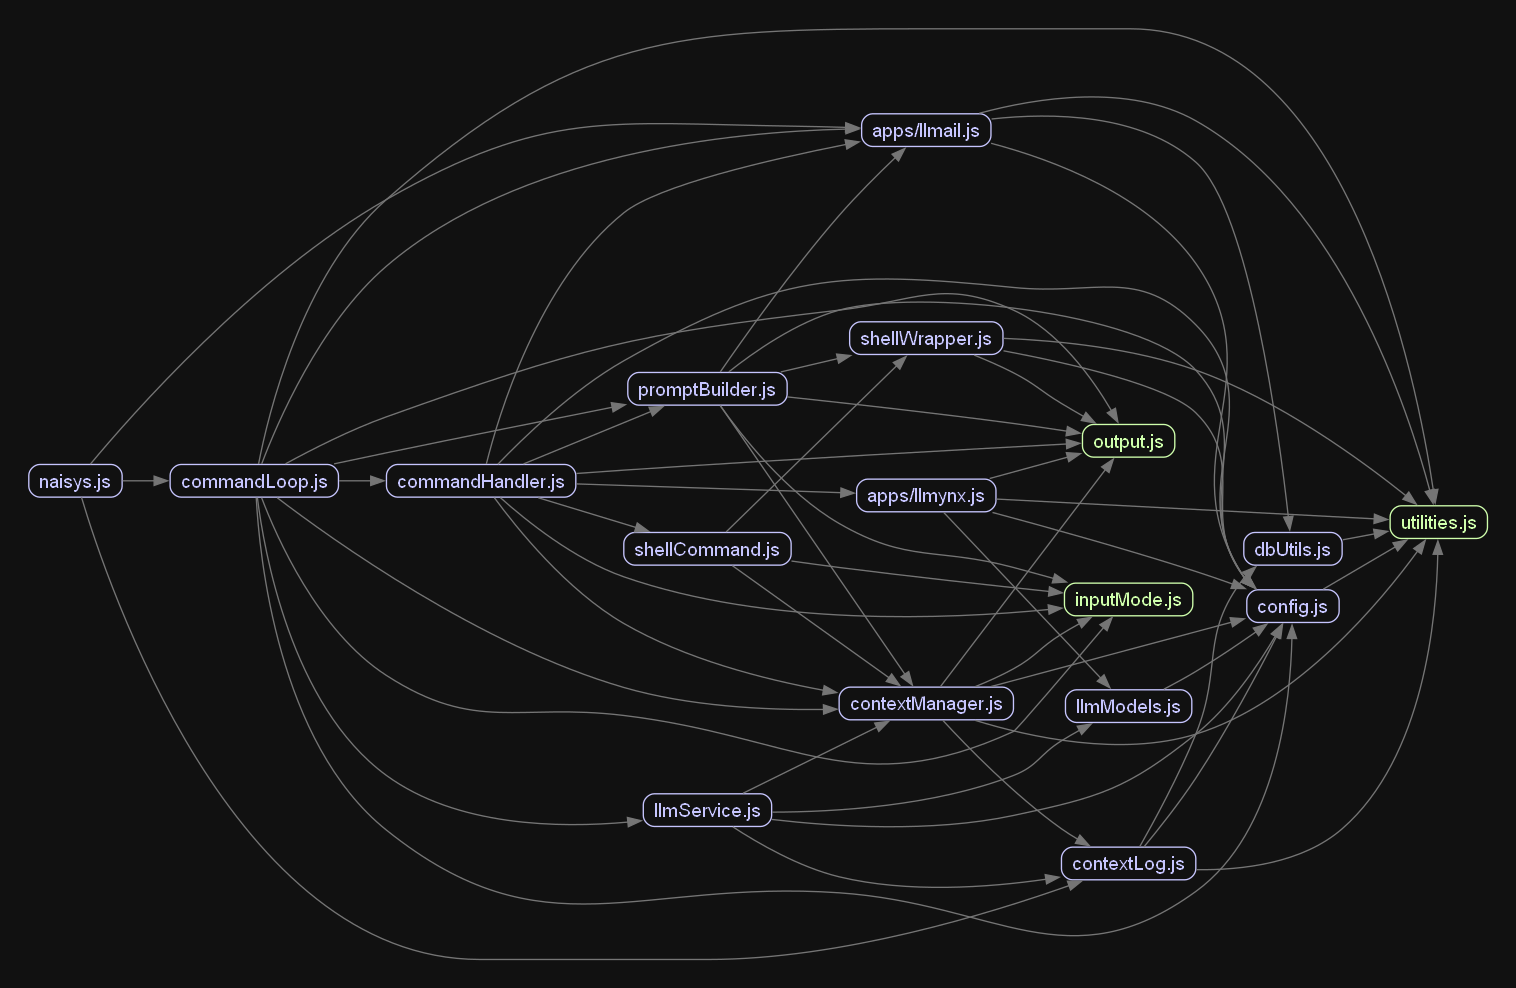 apps/llmail.js
shellWrapper.js
promptBuilder.js
output.js
naisys.js
commandLoop.js
commandHandler.js
apps/llmynx.js
utilities.js
shellCommand.js
dbUtils.js
inputMode.js
config.js
contextManager.js
llmModels.js
llmService.js
contextLog.js